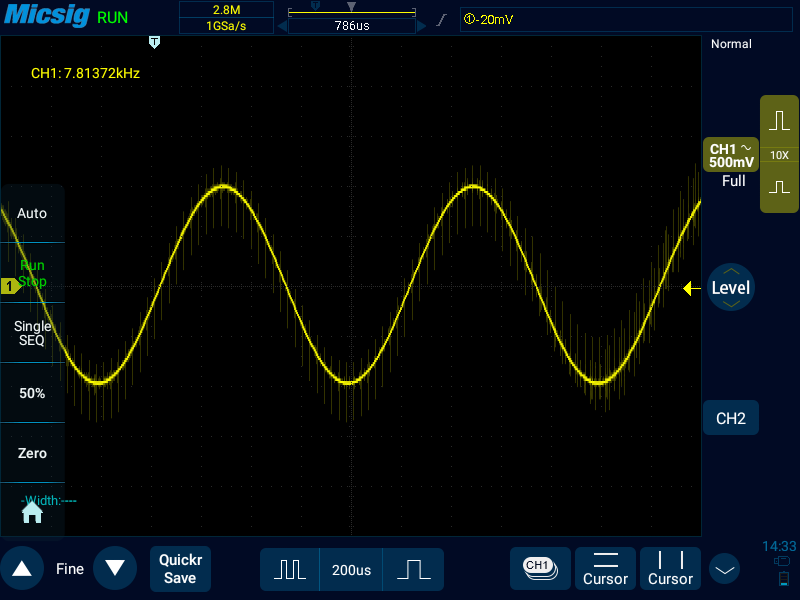 Micsig RUN
2.8M
1GSa/s
786us
①-20mV
T
CH1: 7.81372kHz
Normal
10X
CH1
500mV
Full
Auto
Run
Stop
1
Level
Single
SEQ
50%
CH2
Zero
-Width:----
14:33
Fine
Quickr
Save
200us
CH1
Cursor
Cursor